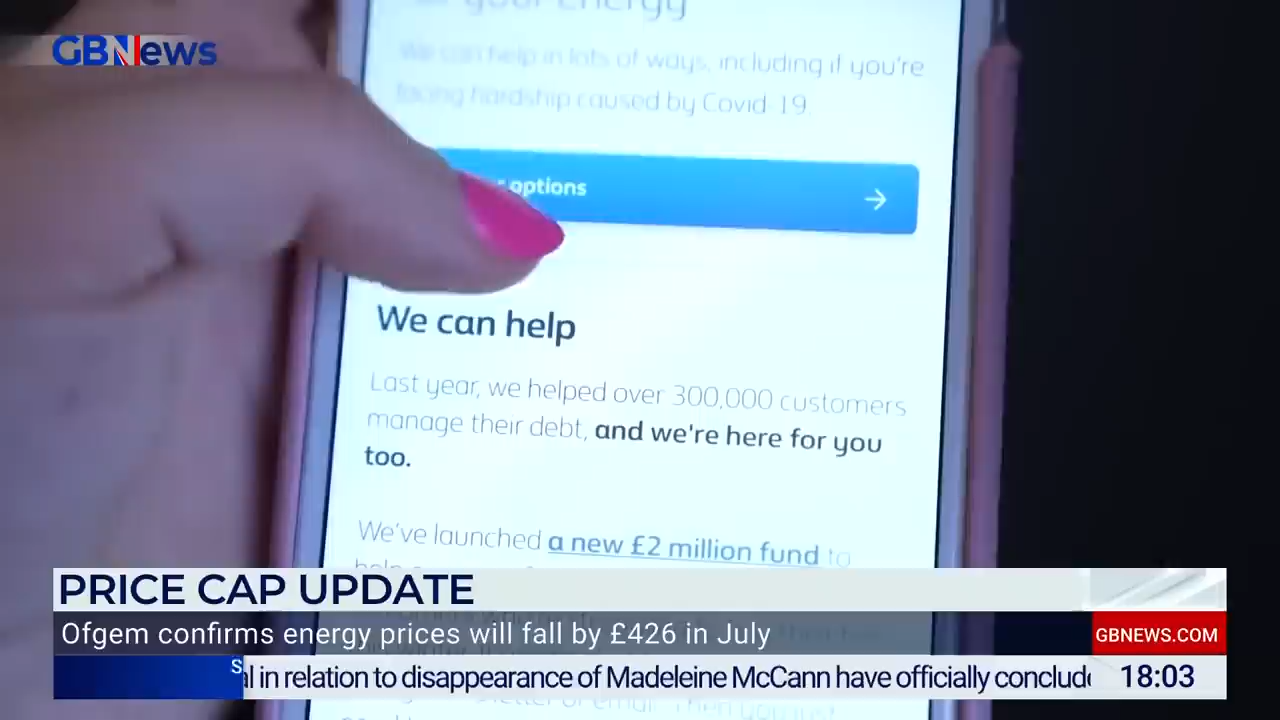 GBNews
your energy
We can help in lots of ways, including if you're
facing hardship caused by Covid-19.
options
We can help
Last year, we helped over 300,000 customers
manage their debt, and we're here for you
too.
We've launched a new £2 million fund to
PRICE CAP UPDATE
Ofgem confirms energy prices will fall by £426 in July
GBNEWS.COM
al in relation to disappearance of Madeleine McCann have officially conclud
18:03